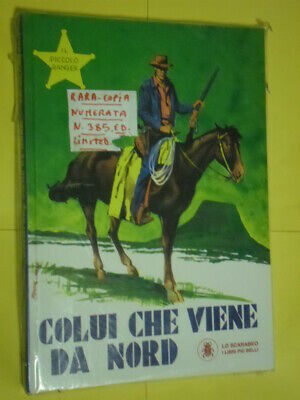 IL
PICCOLO
RANGER
RARA-COPIA
NUMERATA
N. 385, ED.
LIMITED
COLUI CHE VIENE
DA NORD
LO SCARABEO
I LIBRI PIÙ BELLI